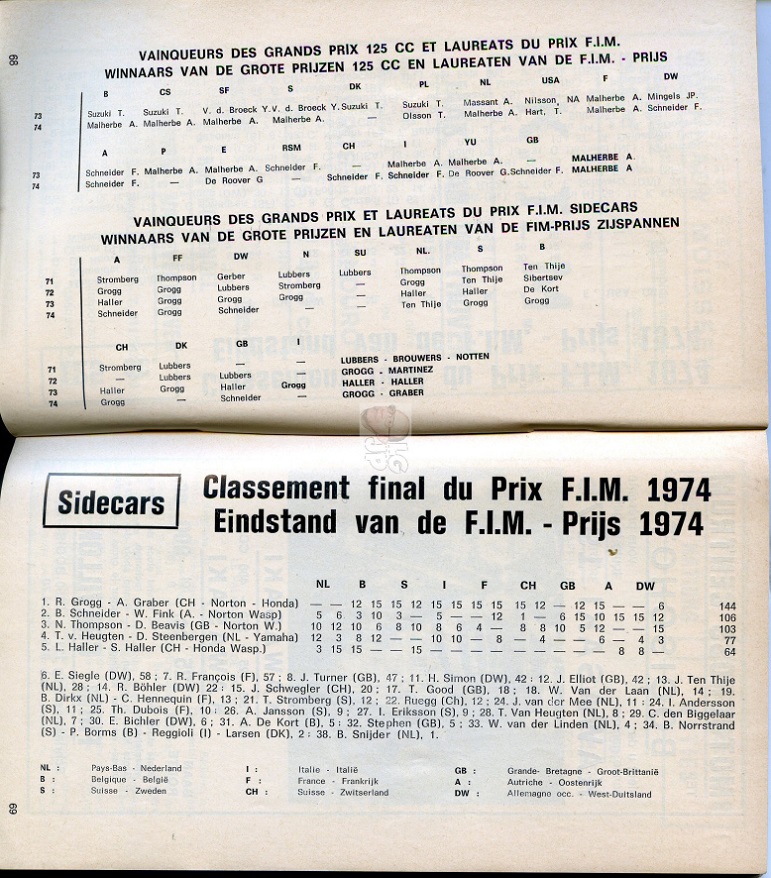 68
VAINQUEURS DES GRANDS PRIX 125 CC ET LAUREATS DU PRIX F.I.M.
WINNAARS VAN DE GROTE PRIJZEN 125 CC EN LAUREATEN VAN DE F.I.M. - PRIJS
B CS SF S DK PL NL USA F DW
73 Suzuki T. Suzuki T. V. d. Broeck Y. V. d. Broeck Y. Suzuki T. Suzuki T. Massant A. Nilsson, NA Malherbe A. Mingels JP.
74 Malherbe A. Malherbe A. Malherbe A. Malherbe A. — Olsson T. Malherbe A. Hart, T. Malherbe A. Schneider F.
A P E RSM CH I YU GB
73 Schneider F. Malherbe A. Malherbe A. Schneider F. — Malherbe A. Malherbe A. — MALHERBE A.
74 Schneider F. — De Roover G — Schneider F. Schneider F. De Roover G. Schneider F. MALHERBE A
VAINQUEURS DES GRANDS PRIX ET LAUREATS DU PRIX F.I.M. SIDECARS
WINNAARS VAN DE GROTE PRIJZEN EN LAUREATEN VAN DE FIM-PRIJS ZIJSPANNEN
A FF DW N SU NL. S B
71 Stromberg Thompson Gerber Lubbers Lubbers Thompson Thompson Ten Thije
72 Grogg Grogg Lubbers Stromberg — Grogg Ten Thije Sibertsev
73 Haller Grogg Grogg Grogg — Haller Haller De Kort
74 Schneider Grogg Schneider — — Ten Thije Grogg Grogg
CH DK GB I
71 Stromberg Lubbers — — LUBBERS - BROUWERS - NOTTEN
72 — Lubbers Lubbers — GROGG - MARTINEZ
73 Haller Grogg Haller Grogg HALLER - HALLER
74 Grogg — Schneider — GROGG - GRABER
Sidecars
Classement final du Prix F.I.M. 1974
Eindstand van de F.I.M. - Prijs 1974
NL B S I F CH GB A DW
1. R. Grogg - A. Graber (CH - Norton - Honda) — — 12 15 15 12 15 15 15 15 15 12 — 12 15 — — 6 144
2. B. Schneider - W. Fink (A. - Norton Wasp) 5 6 3 10 3 — 5 — — 12 1 — 6 15 10 15 15 12 106
3. N. Thompson - D. Beavis (GB - Norton W.) 10 12 10 6 8 10 8 6 4 — 8 8 10 5 12 — — 15 103
4. T. v. Heugten - D. Steenbergen (NL - Yamaha) 12 3 8 12 — — 10 10 — 8 — 4 — — 6 — 4 3 77
5. L. Haller - S. Haller (CH - Honda Wasp.) 3 15 15 — — 15 — — — — — — — — — 8 8 — 64
6. E. Siegle (DW), 58 ; 7. R. François (F), 57 ; 8. J. Turner (GB), 47 ; 11. H. Simon (DW), 42 : 12. J. Elliot (GB), 42 ; 13. J. Ten Thije
(NL), 28 ; 14. R. Böhler (DW) 22 : 15. J. Schwegler (CH), 20 ; 17. T. Good (GB), 18 ; 18. W. Van der Laan (NL), 14 ; 19.
B. Dirkx (NL) - C. Hennequin (F), 13 ; 21. T. Stromberg (S), 12 ; 22. Ruegg (Ch), 12 ; 24. J. van der Mee (NL), 11 : 24. I. Andersson
(S), 11 ; 25. Th. Dubois (F), 10 : 26. A. Jansson (S), 9 ; 27. I. Eriksson (S), 9 ; 28. T. Van Heugten (NL), 8 ; 29. C. den Biggelaar
(NL), 7 ; 30. E. Bichler (DW), 6 ; 31. A. De Kort (B), 5 : 32. Stephen (GB), 5 ; 33. W. van der Linden (NL), 4 ; 34. B. Norrstrand
(S) - P. Borms (B) - Reggioli (I) - Larsen (DK), 2 : 38. B. Snijder (NL), 1.
NL : Pays-Bas - Nederland I : Italie - Italië GB : Grande- Bretagne - Groot-Brittanië
B : Belgique - België F : France - Frankrijk A : Autriche - Oostenrijk
S : Suisse - Zweden CH : Suisse - Zwitserland DW : Allemagne occ. - West-Duitsland
69